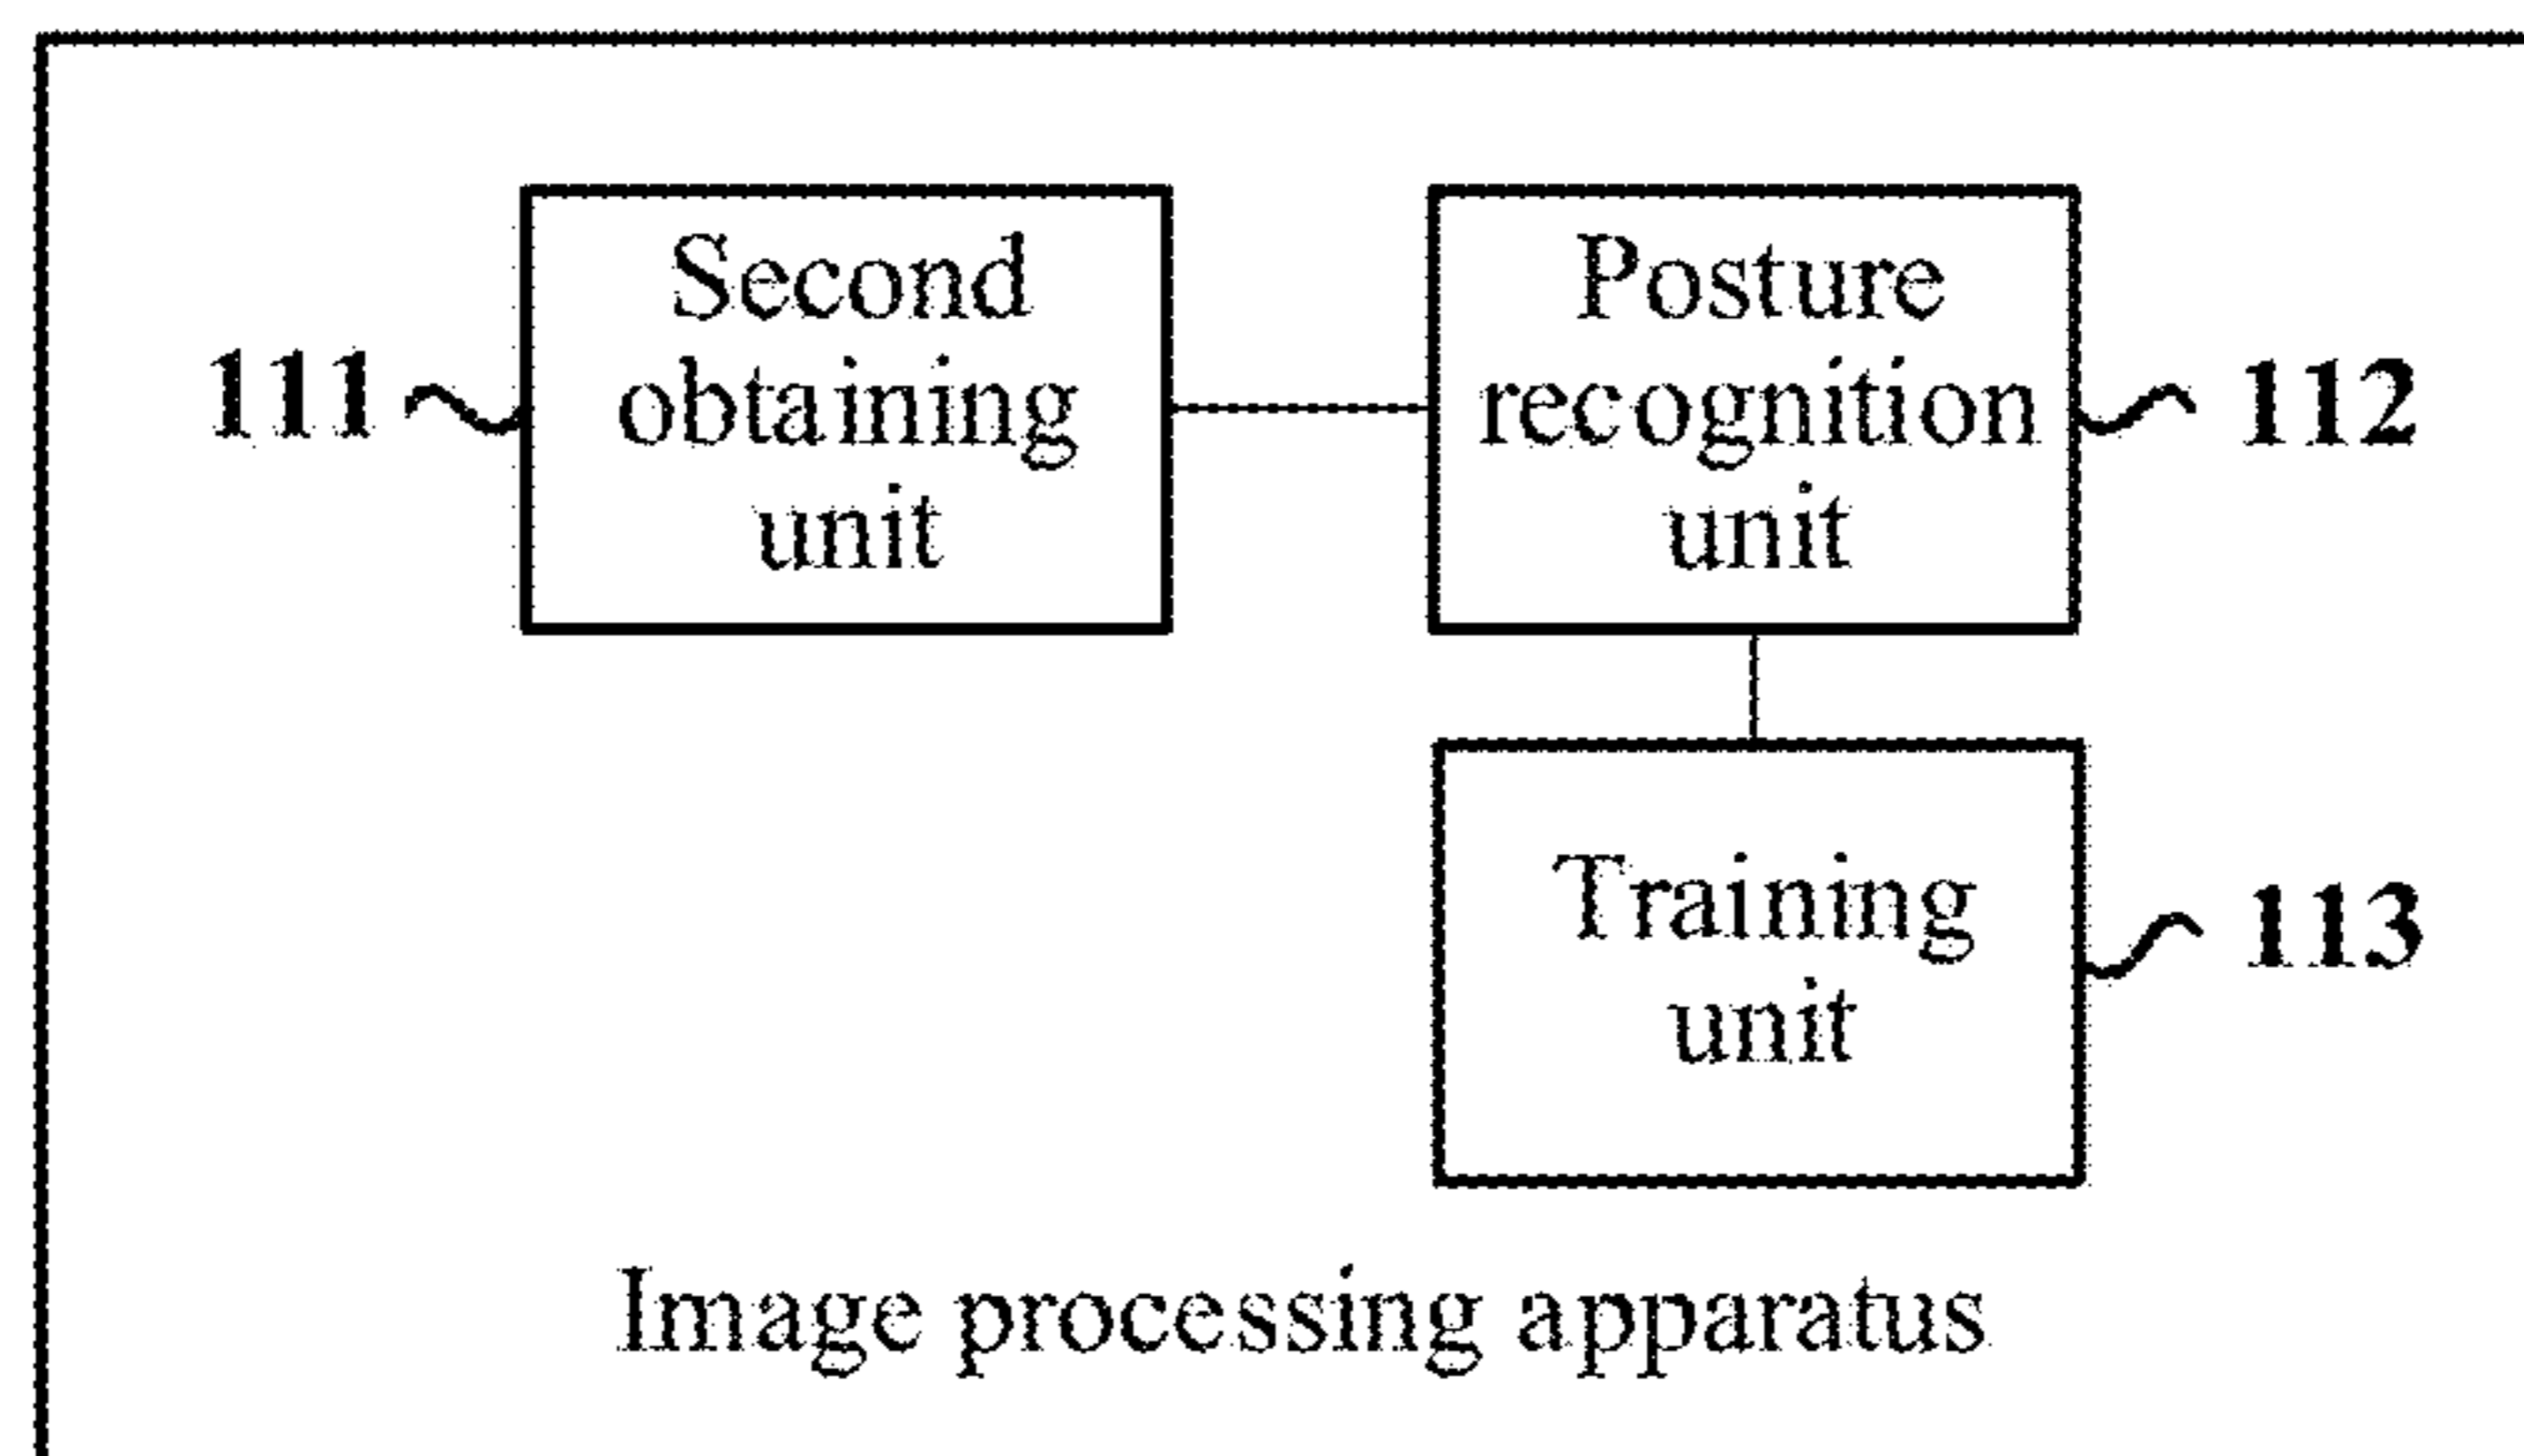 Second
obtaining
unit
111
Posture
recognition
unit
112
Training
unit
113
Image processing apparatus